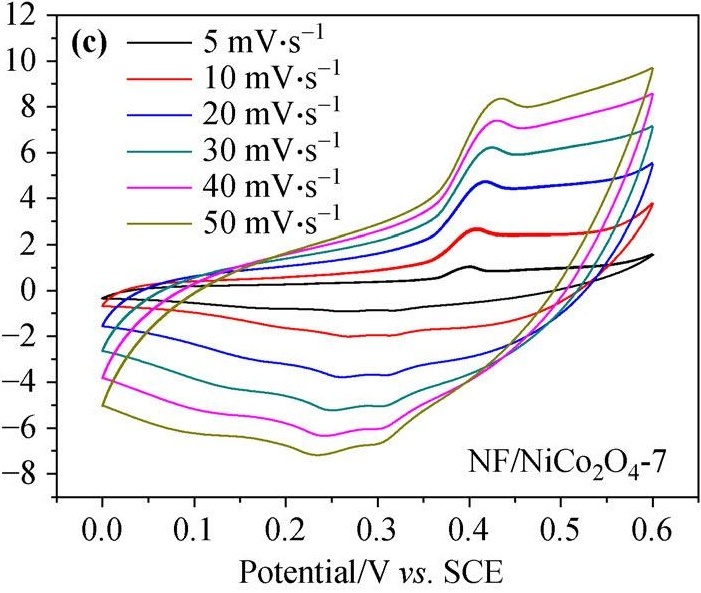 (c)
5 mV·s⁻¹
10 mV·s⁻¹
20 mV·s⁻¹
30 mV·s⁻¹
40 mV·s⁻¹
50 mV·s⁻¹
12
10
8
6
4
2
0
−2
−4
−6
−8
NF/NiCo₂O₄-7
0.0 0.1 0.2 0.3 0.4 0.5 0.6
Potential/V vs. SCE